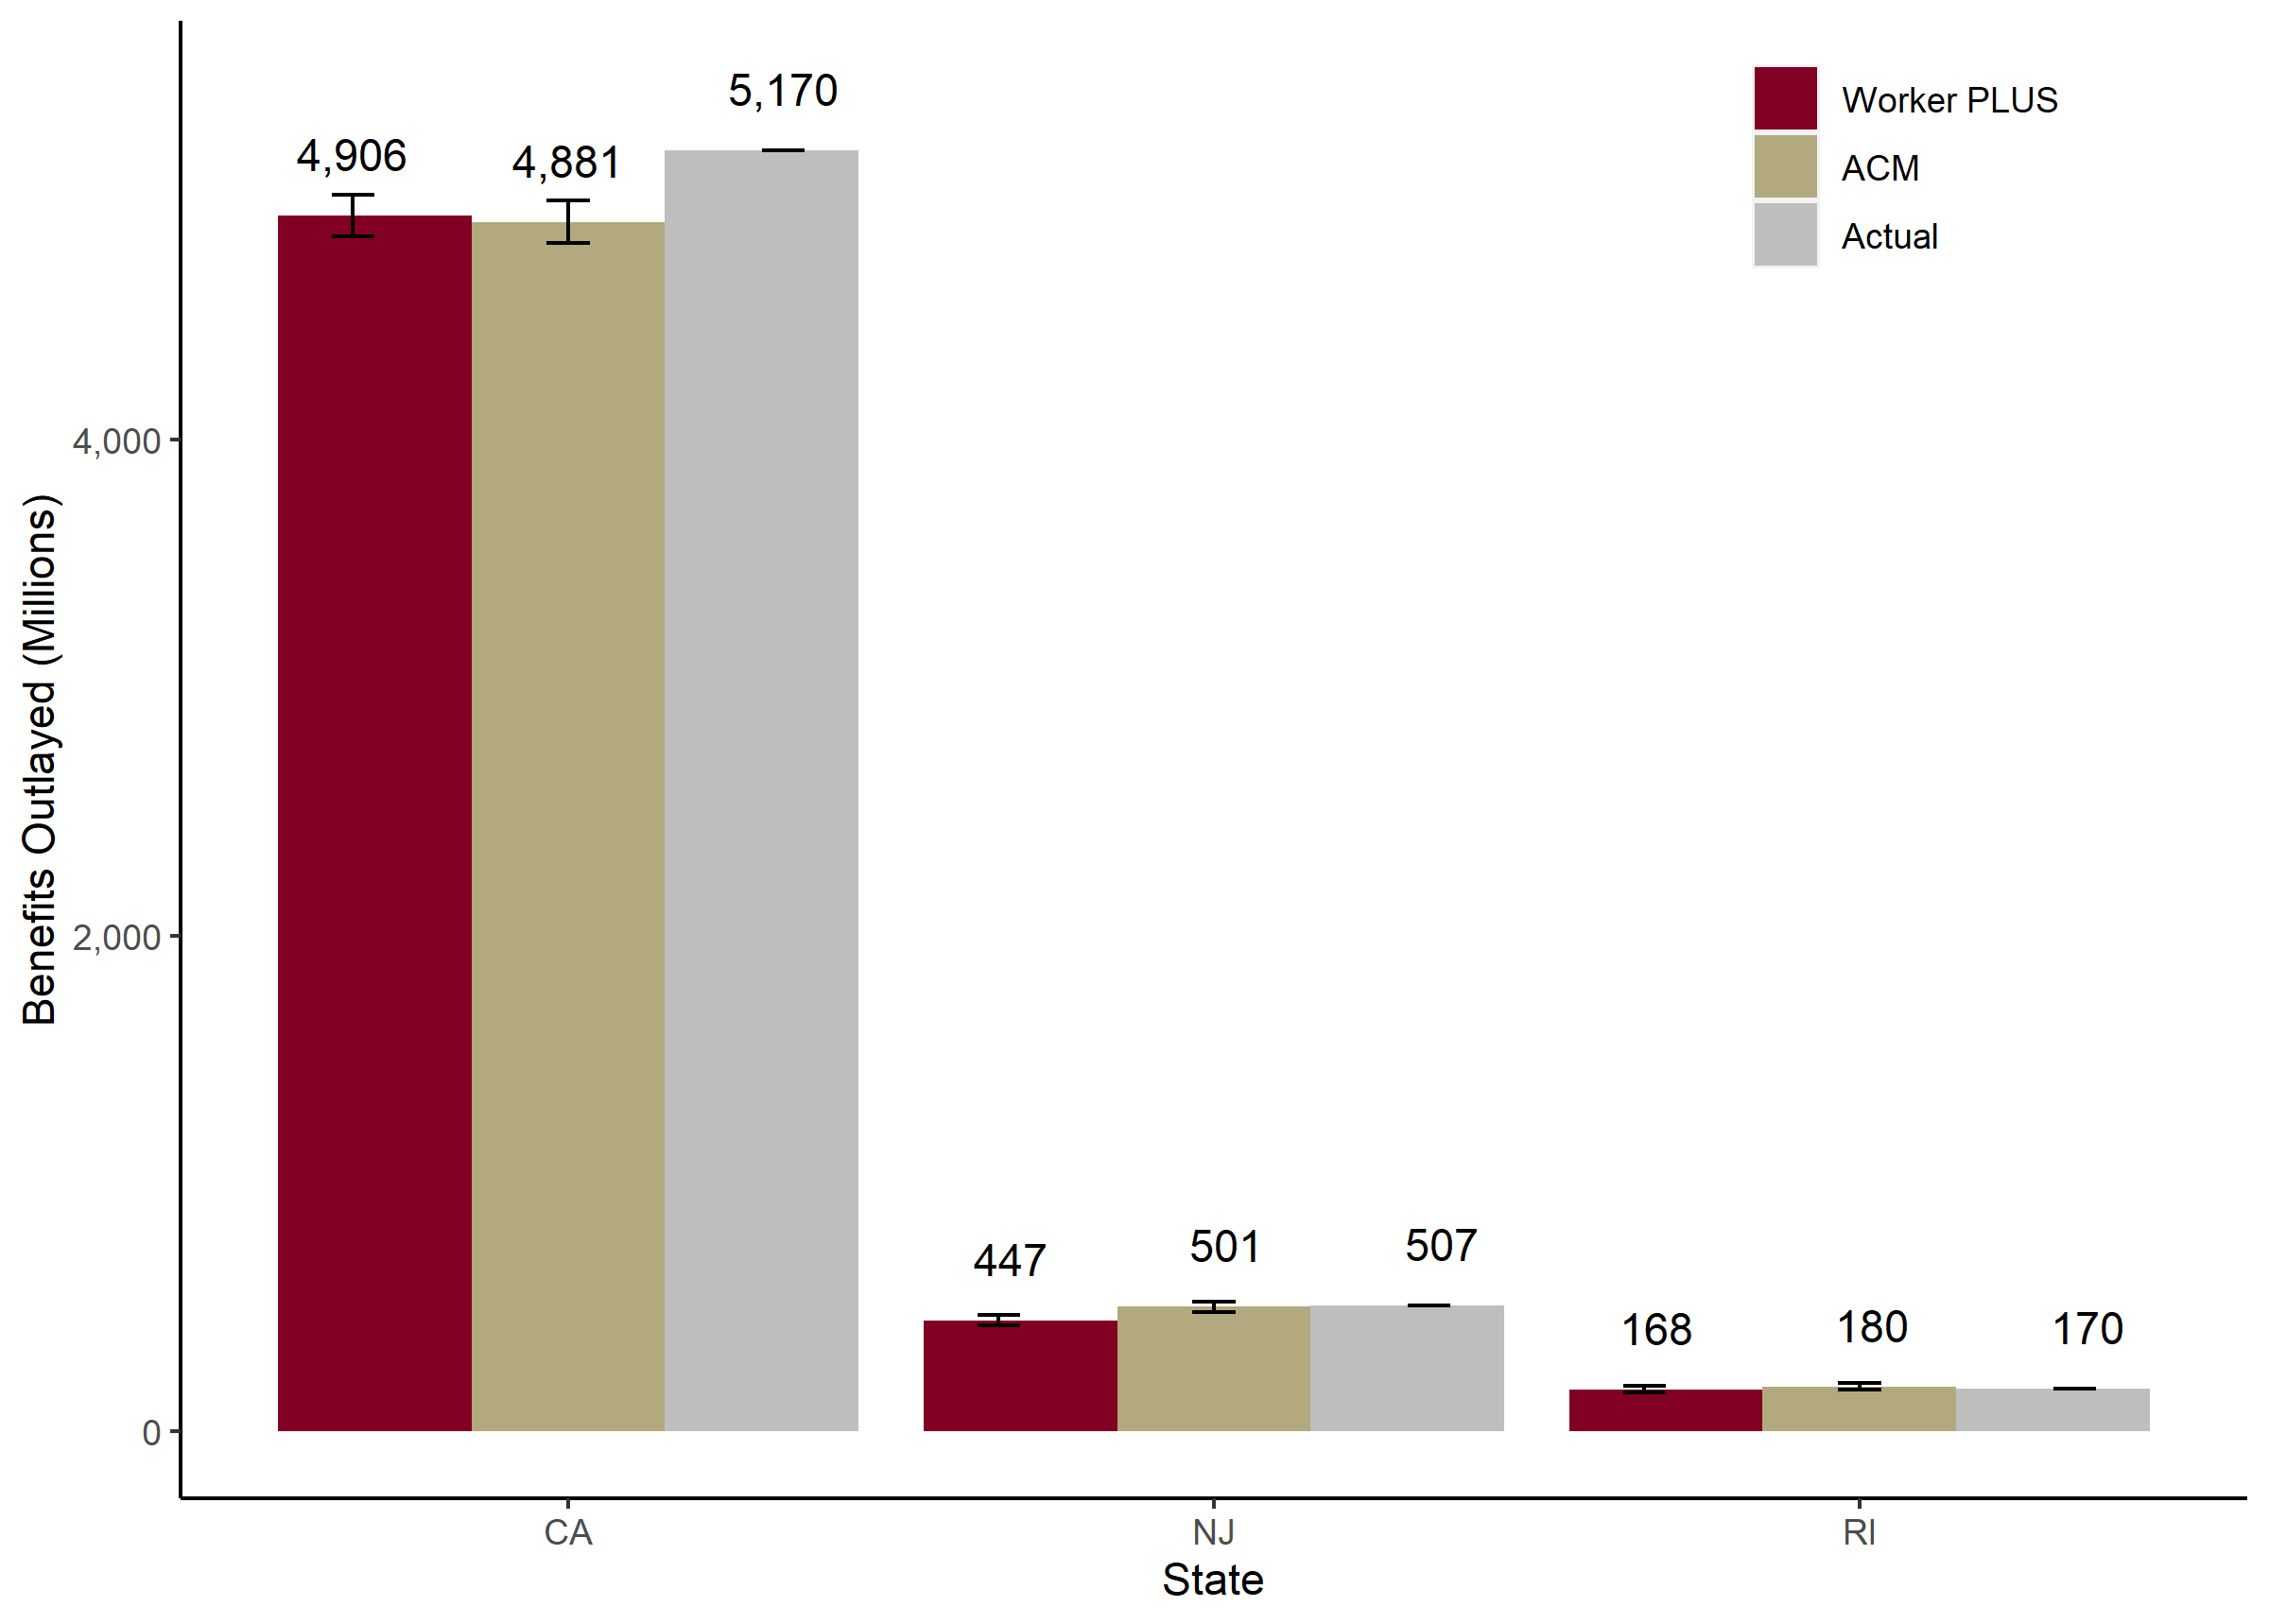 Worker PLUS
ACM
Actual
5,170
4,906
4,881
4,000
2,000
0
Benefits Outlayed (Millions)
447
501
507
168
180
170
CA
NJ
RI
State